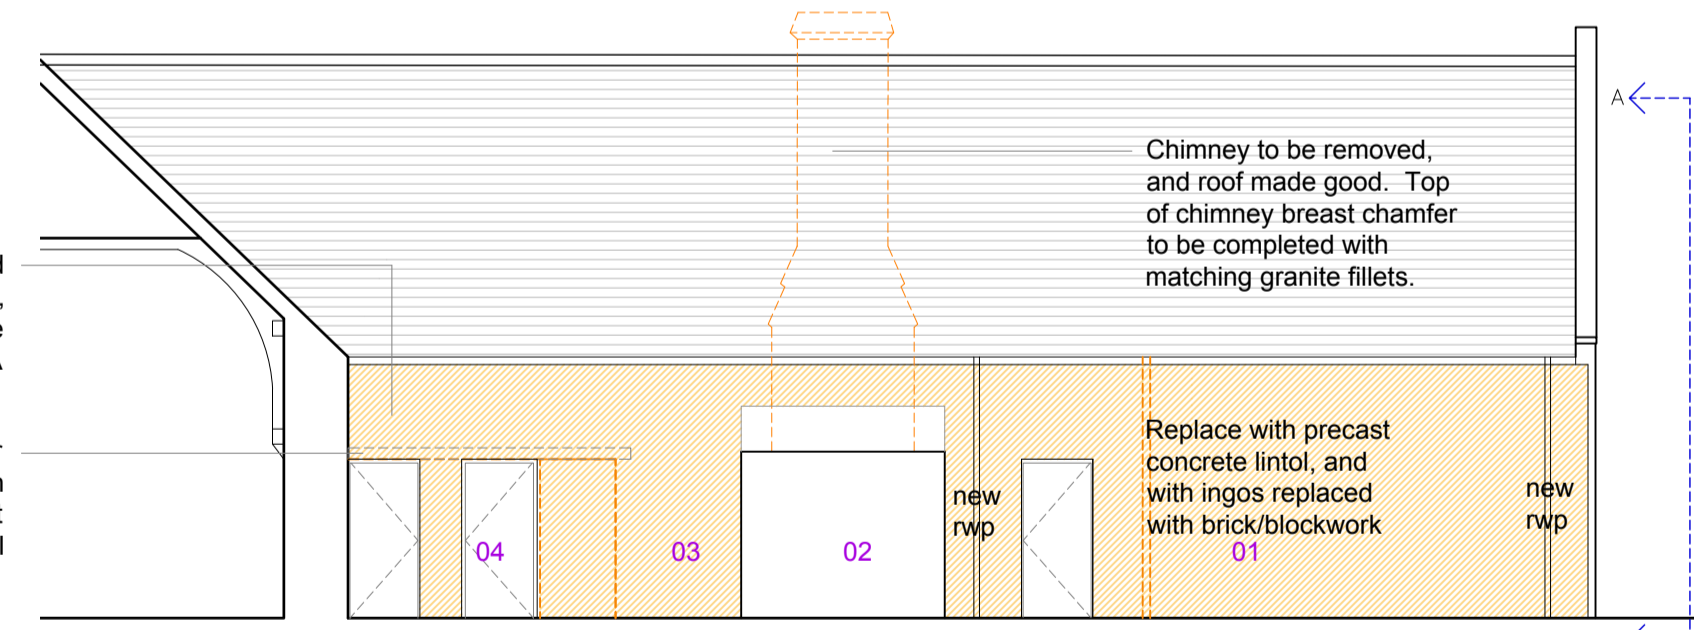 A
Chimney to be removed,
and roof made good. Top
of chimney breast chamfer
to be completed with
matching granite fillets.
Replace with precast
concrete lintol, and
with ingos replaced
with brick/blockwork
new
rwp
new
rwp
04
03
02
01